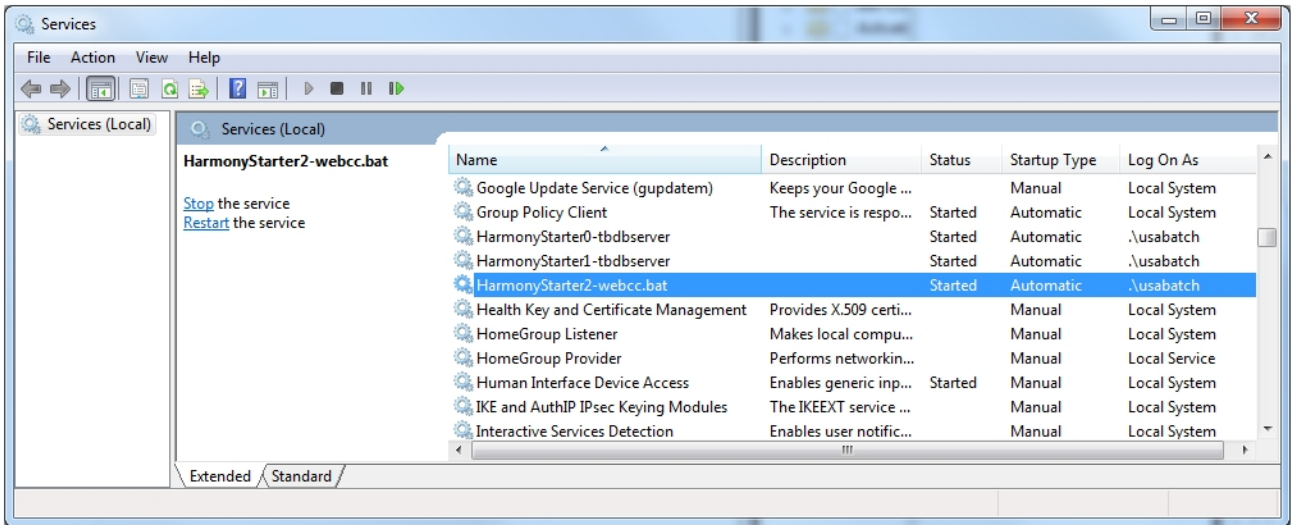 Services
File Action View Help
Services (Local)
Services (Local)
HarmonyStarter2-webcc.bat
Stop the service
Restart the service
Name Description Status Startup Type Log On As
Google Update Service (gupdatem) Keeps your Google ... Manual Local System
Group Policy Client The service is respo... Started Automatic Local System
HarmonyStarter0-tbdbserver Started Automatic .\usabatch
HarmonyStarter1-tbdbserver Started Automatic .\usabatch
HarmonyStarter2-webcc.bat Started Automatic .\usabatch
Health Key and Certificate Management Provides X.509 certi... Manual Local System
HomeGroup Listener Makes local compu... Manual Local System
HomeGroup Provider Performs networkin... Manual Local Service
Human Interface Device Access Enables generic inp... Started Manual Local System
IKE and AuthIP IPsec Keying Modules The IKEEXT service ... Manual Local System
Interactive Services Detection Enables user notific... Manual Local System
Extended Standard